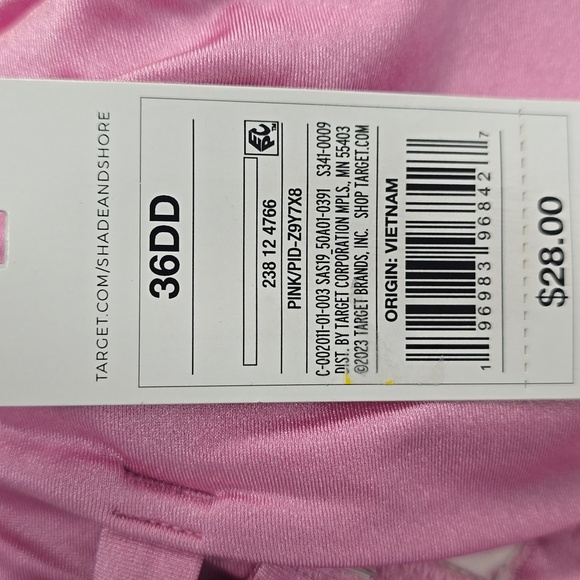 TARGET.COM/SHADEANDSHORE
36DD
EPC™
238 12 4766
PINK/PID-Z9Y7X8
C-002011-01-003 SAS19_50A01-0391 S341-0009
DIST. BY TARGET CORPORATION MPLS, MN 55403
©2023 TARGET BRANDS, INC. SHOP TARGET.COM
ORIGIN: VIETNAM
1 96983 96842 7
$28.00